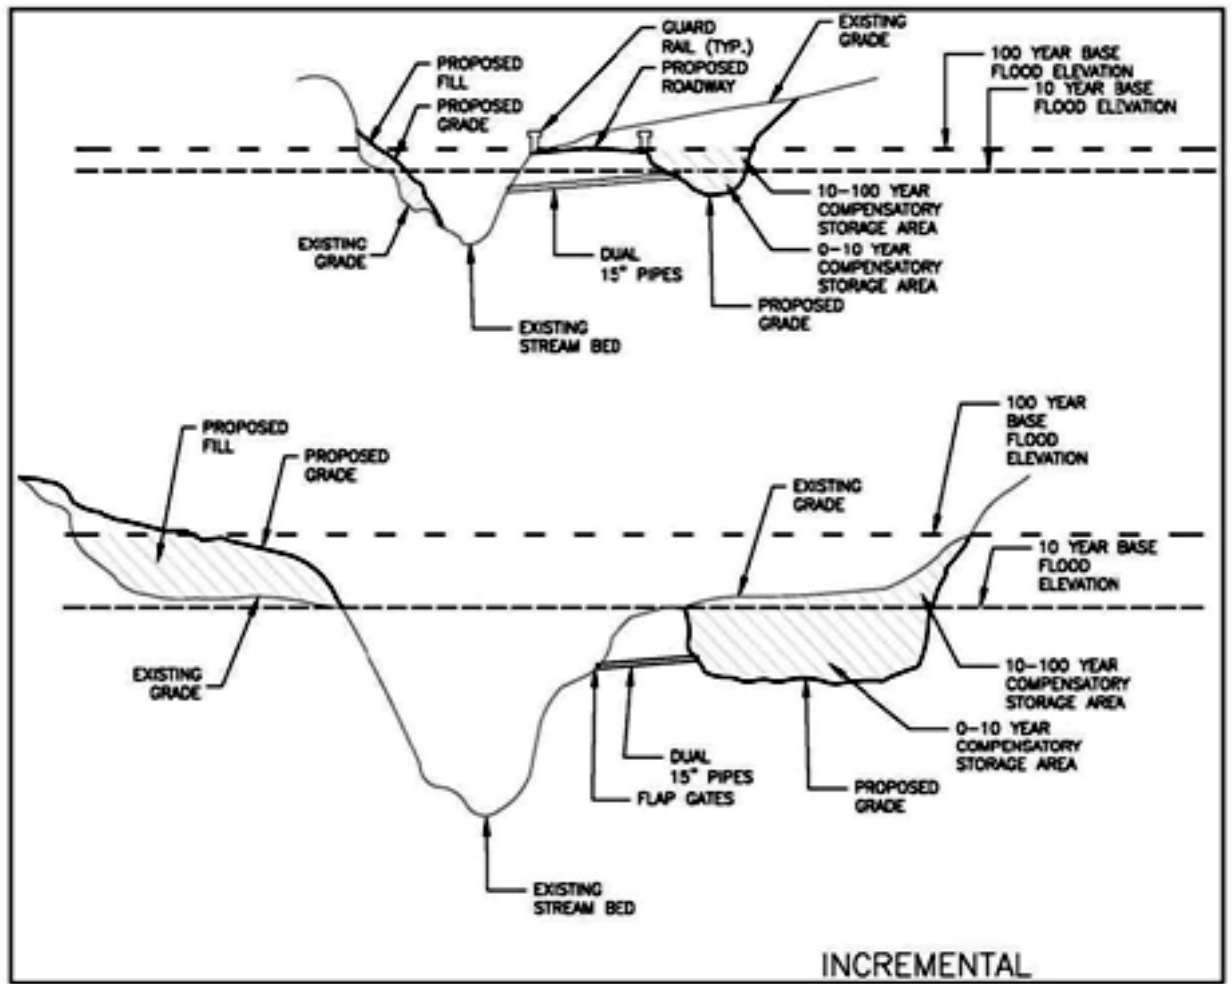 GUARD
RAIL (TYP.)
EXISTING
GRADE
PROPOSED
FILL
PROPOSED
ROADWAY
100 YEAR BASE
FLOOD ELEVATION
10 YEAR BASE
FLOOD ELEVATION
PROPOSED
GRADE
10-100 YEAR
COMPENSATORY
STORAGE AREA
EXISTING
GRADE
DUAL
15" PIPES
0-10 YEAR
COMPENSATORY
STORAGE AREA
PROPOSED
GRADE
EXISTING
STREAM BED
PROPOSED
FILL
PROPOSED
GRADE
100 YEAR
BASE
FLOOD
ELEVATION
EXISTING
GRADE
10 YEAR BASE
FLOOD
ELEVATION
EXISTING
GRADE
10-100 YEAR
COMPENSATORY
STORAGE AREA
0-10 YEAR
COMPENSATORY
STORAGE AREA
DUAL
15" PIPES
FLAP GATES
PROPOSED
GRADE
EXISTING
STREAM BED
INCREMENTAL